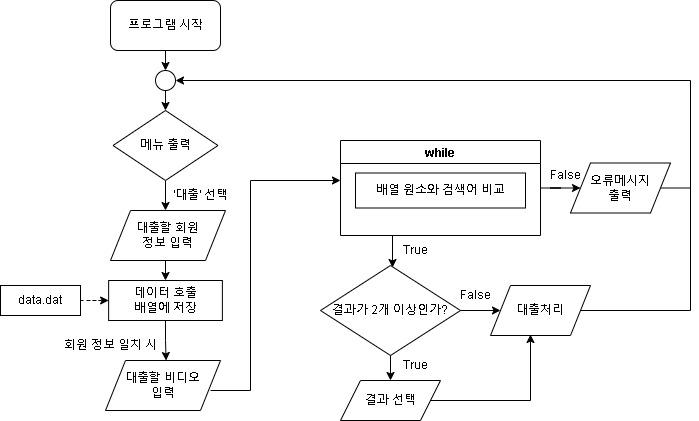 프로그램 시작
메뉴 출력
'대출' 선택
대출할 회원
정보 입력
data.dat
데이터 호출
배열에 저장
회원 정보 일치 시
대출할 비디오
입력
while
배열 원소와 검색어 비교
False
오류메시지
출력
True
결과가 2개 이상인가?
False
대출처리
True
결과 선택